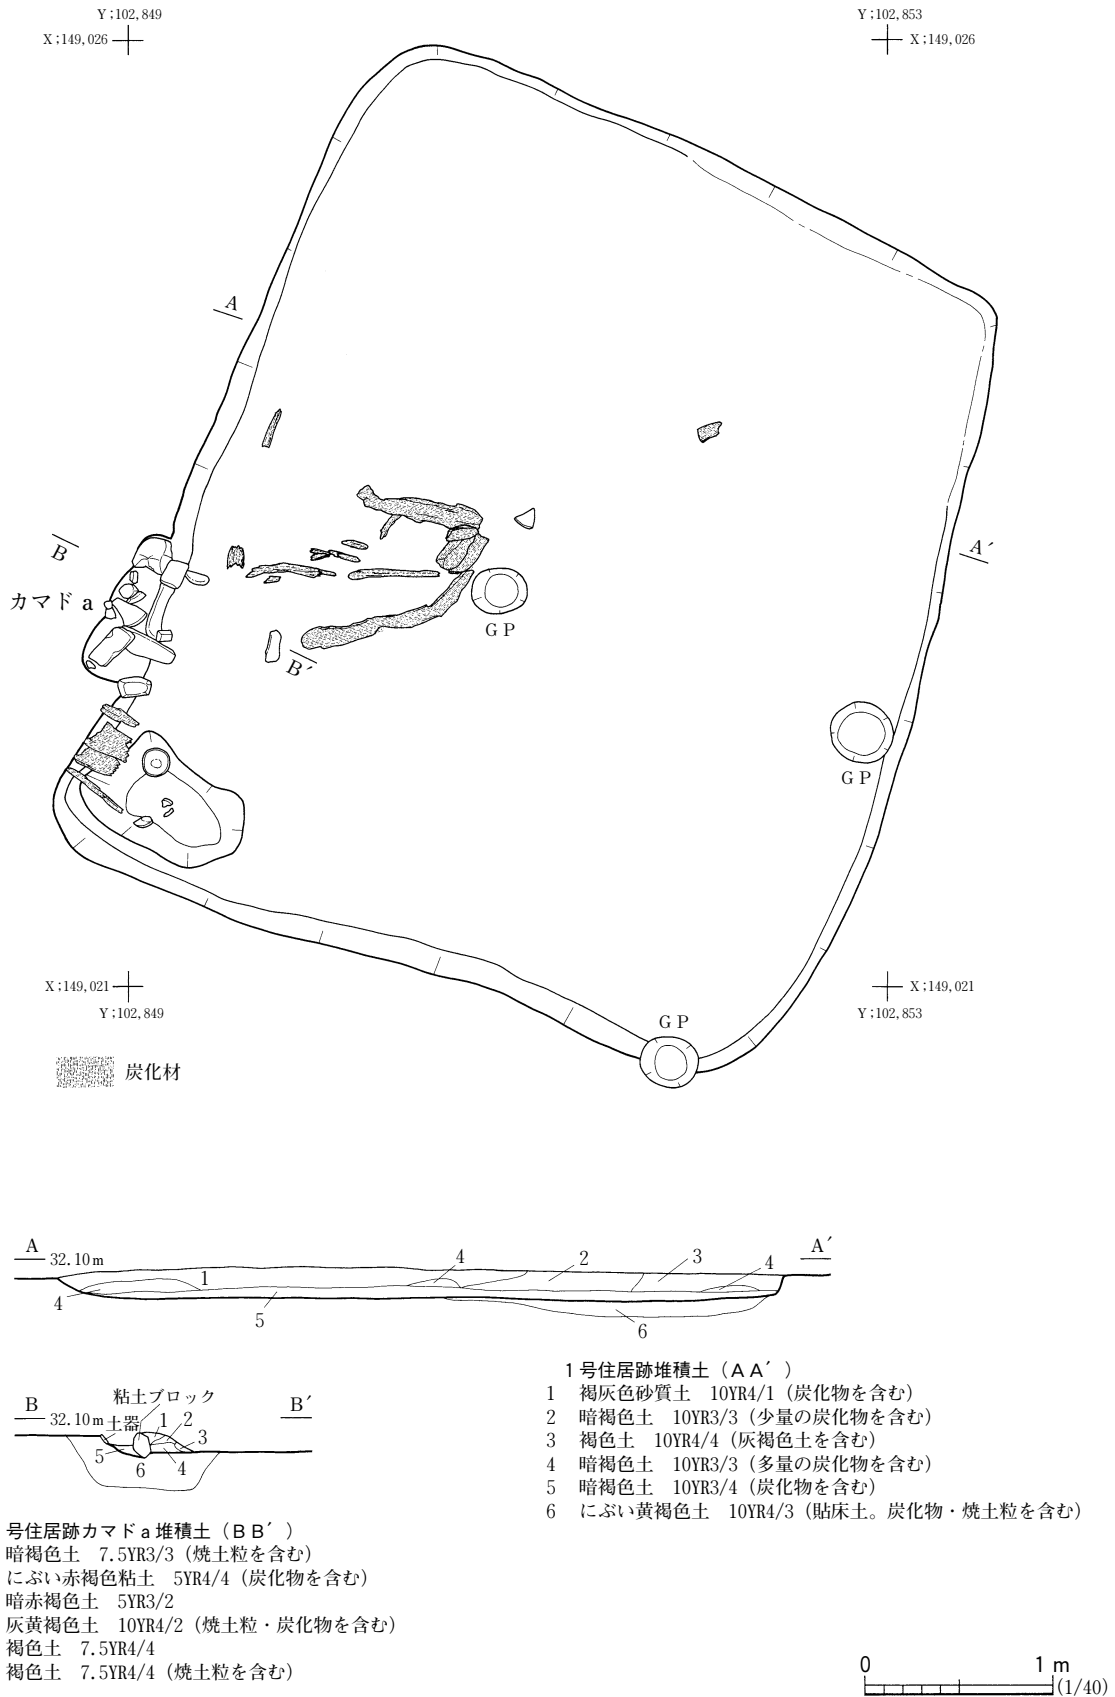 Y;102,849
X;149,026
Y;102,853
X;149,026
A
B
カマド a
A′
G P
B′
G P
G P
X;149,021
Y;102,849
X;149,021
Y;102,853
炭化材
A 32.10m
A′
1
4
2
3
4
4
5
6
B 32.10m
粘土ブロック
土器
B′
1
2
3
4
5
6
1号住居跡堆積土（AA′）
1 褐灰色砂質土 10YR4/1（炭化物を含む）
2 暗褐色土 10YR3/3（少量の炭化物を含む）
3 褐色土 10YR4/4（灰褐色土を含む）
4 暗褐色土 10YR3/3（多量の炭化物を含む）
5 暗褐色土 10YR3/4（炭化物を含む）
6 にぶい黄褐色土 10YR4/3（貼床土。炭化物・焼土粒を含む）
号住居跡カマドa堆積土（BB′）
暗褐色土 7.5YR3/3（焼土粒を含む）
にぶい赤褐色粘土 5YR4/4（炭化物を含む）
暗赤褐色土 5YR3/2
灰黄褐色土 10YR4/2（焼土粒・炭化物を含む）
褐色土 7.5YR4/4
褐色土 7.5YR4/4（焼土粒を含む）
0 1 m
(1/40)